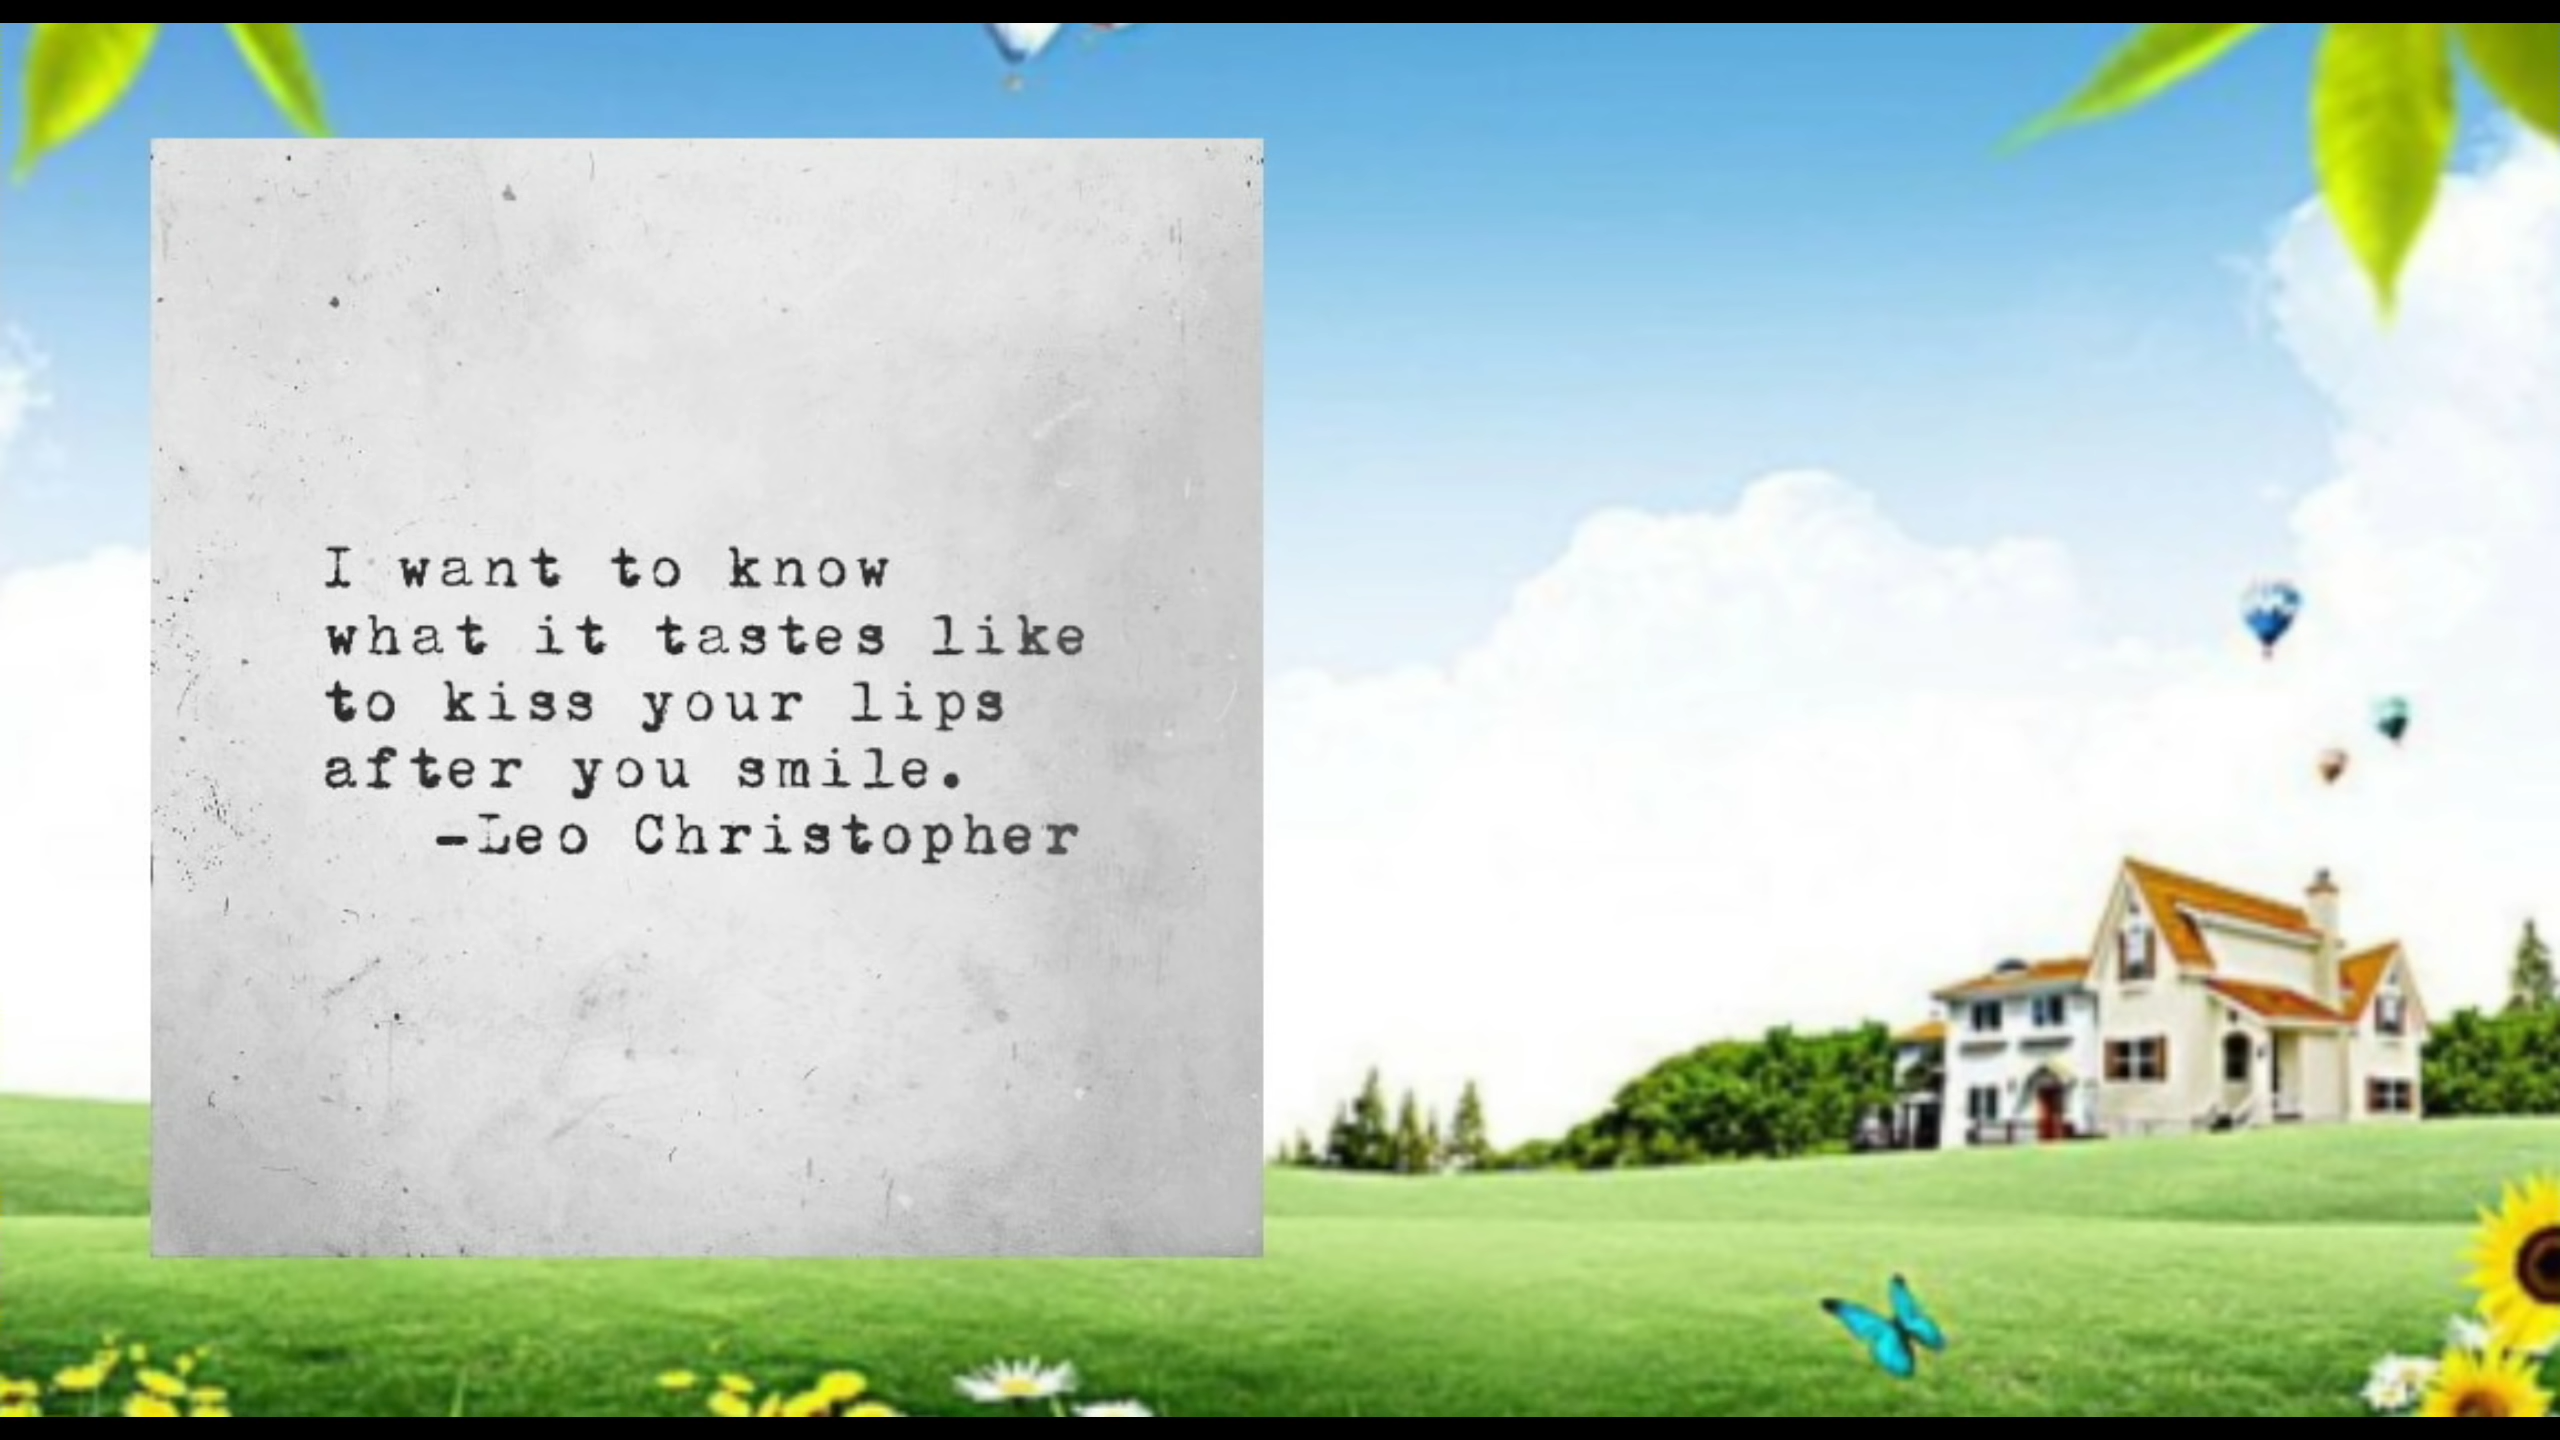 I want to know
what it tastes like
to kiss your lips
after you smile.
-Leo Christopher